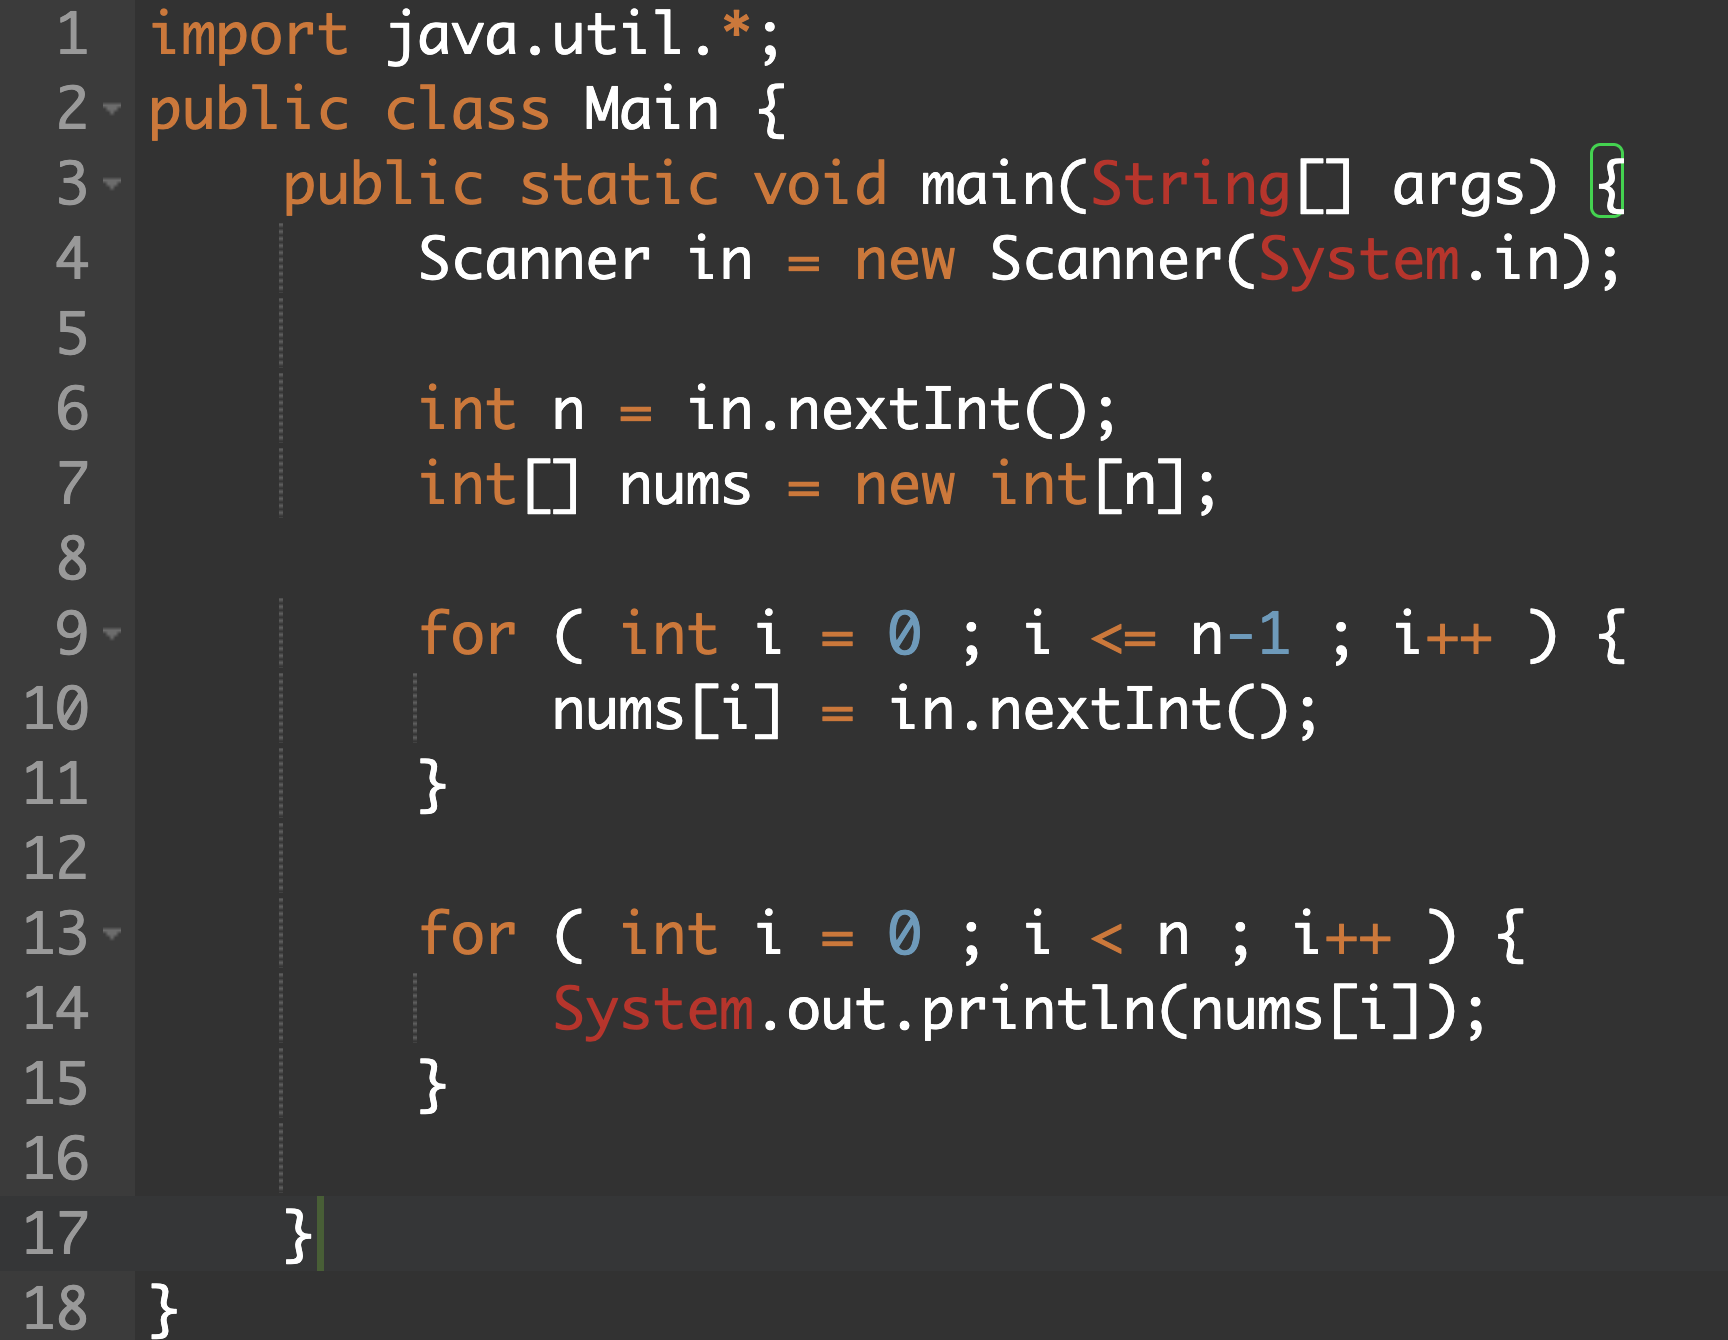 1 import java.util.*;
2 public class Main {
3     public static void main(String[] args) {
4         Scanner in = new Scanner(System.in);
5
6         int n = in.nextInt();
7         int[] nums = new int[n];
8
9         for ( int i = 0 ; i <= n-1 ; i++ ) {
10             nums[i] = in.nextInt();
11         }
12
13         for ( int i = 0 ; i < n ; i++ ) {
14             System.out.println(nums[i]);
15         }
16
17     }
18 }